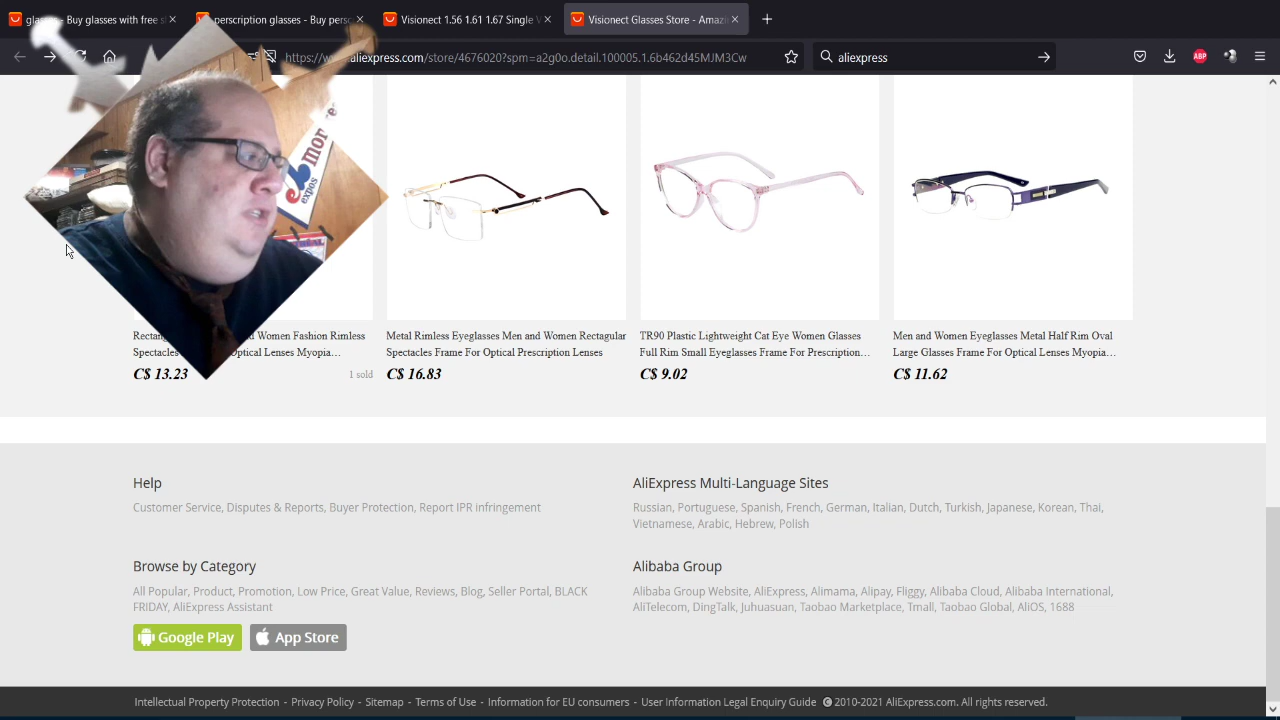 glasses - Buy glasses with free s
perscription glasses - Buy persc
Visionect 1.56 1.61 1.67 Single V
Visionect Glasses Store - Amazi
aliexpress.com/store/4676020?spm=a2g0o.detail.100005.1.6b462d45MJM3Cw
aliexpress
ABP
expos
and Women Fashion Rimless
Optical Lenses Myopia...
C$ 13.23
1 sold
Metal Rimless Eyeglasses Men and Women Rectagular
Spectacles Frame For Optical Prescription Lenses
C$ 16.83
TR90 Plastic Lightweight Cat Eye Women Glasses
Full Rim Small Eyeglasses Frame For Prescription...
C$ 9.02
Men and Women Eyeglasses Metal Half Rim Oval
Large Glasses Frame For Optical Lenses Myopia...
C$ 11.62
Help
Customer Service, Disputes & Reports, Buyer Protection, Report IPR infringement
AliExpress Multi-Language Sites
Russian, Portuguese, Spanish, French, German, Italian, Dutch, Turkish, Japanese, Korean, Thai,
Vietnamese, Arabic, Hebrew, Polish
Browse by Category
All Popular, Product, Promotion, Low Price, Great Value, Reviews, Blog, Seller Portal, BLACK
FRIDAY, AliExpress Assistant
Alibaba Group
Alibaba Group Website, AliExpress, Alimama, Alipay, Fliggy, Alibaba Cloud, Alibaba International,
AliTelecom, DingTalk, Juhuasuan, Taobao Marketplace, Tmall, Taobao Global, AliOS, 1688
Google Play
App Store
Intellectual Property Protection - Privacy Policy - Sitemap - Terms of Use - Information for EU consumers - User Information Legal Enquiry Guide © 2010-2021 AliExpress.com. All rights reserved.